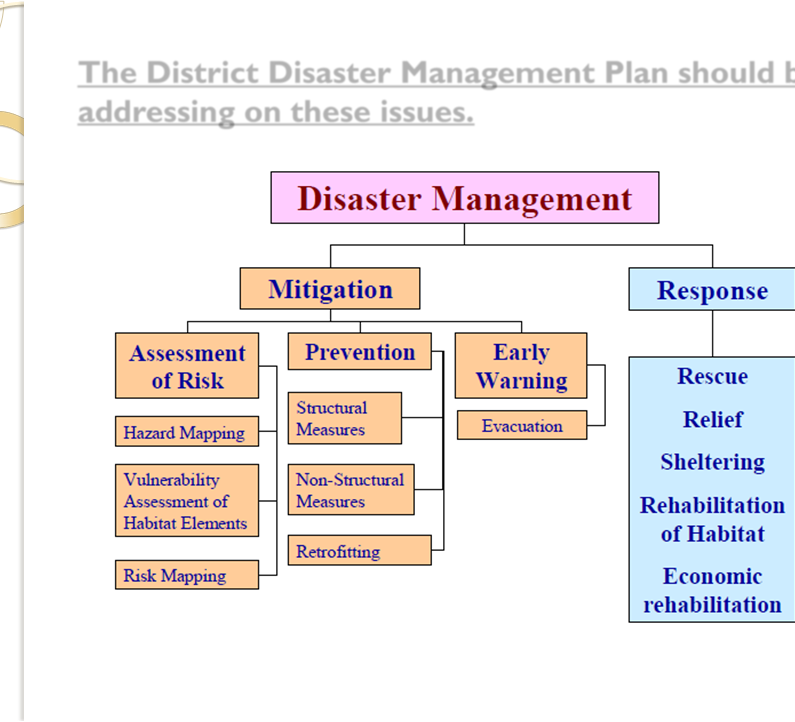 The District Disaster Management Plan should
addressing on these issues.
Disaster Management
Mitigation
Response
Assessment
of Risk
Prevention
Early
Warning
Hazard Mapping
Vulnerability
Assessment of
Habitat Elements
Risk Mapping
Structural
Measures
Non-Structural
Measures
Retrofitting
Evacuation
Rescue
Relief
Sheltering
Rehabilitation
of Habitat
Economic
rehabilitation